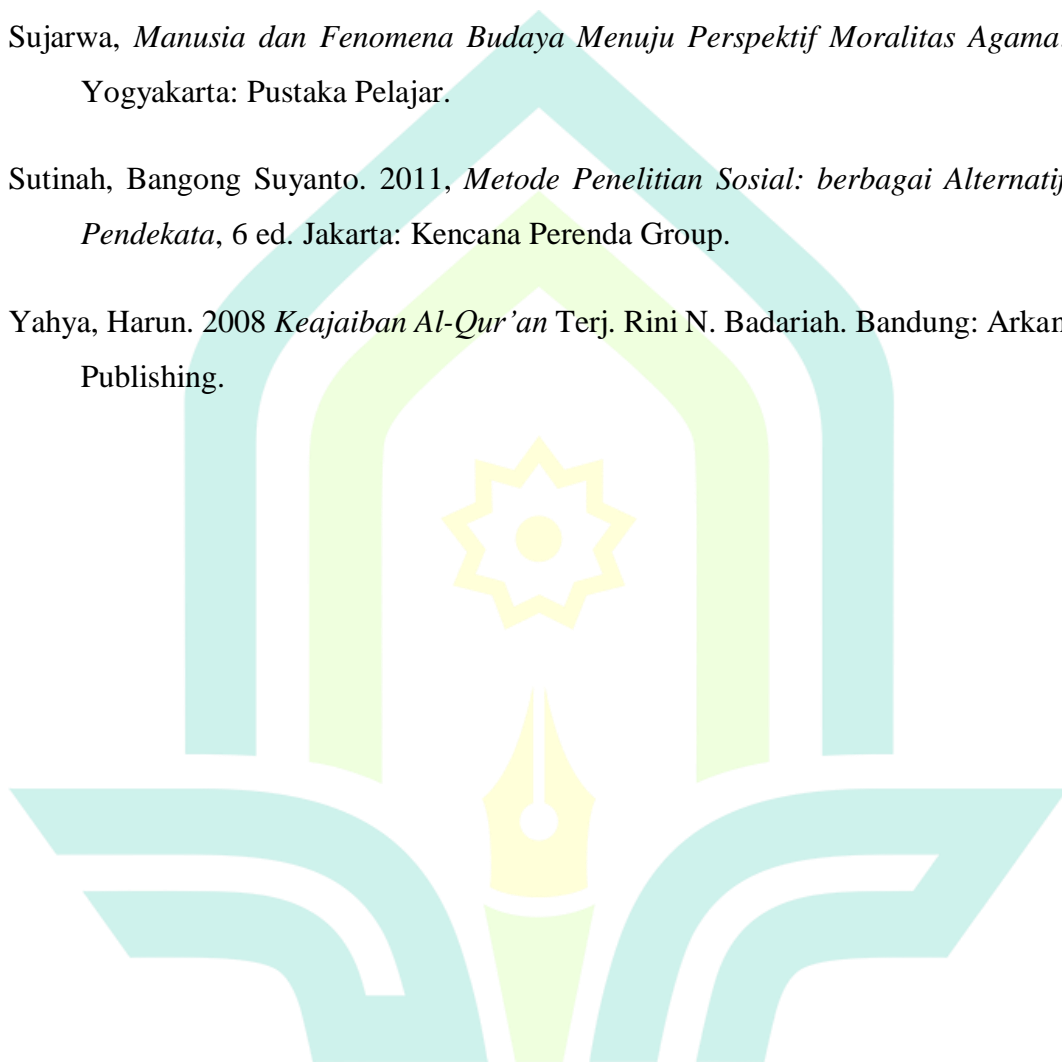 Sujarwa, Manusia dan Fenomena Budaya Menuju Perspektif Moralitas Agama.
Yogyakarta: Pustaka Pelajar.
Sutinah, Bangong Suyanto. 2011, Metode Penelitian Sosial: berbagai Alternatif
Pendekata, 6 ed. Jakarta: Kencana Perenda Group.
Yahya, Harun. 2008 Keajaiban Al-Qur’an Terj. Rini N. Badariah. Bandung: Arkan
Publishing.